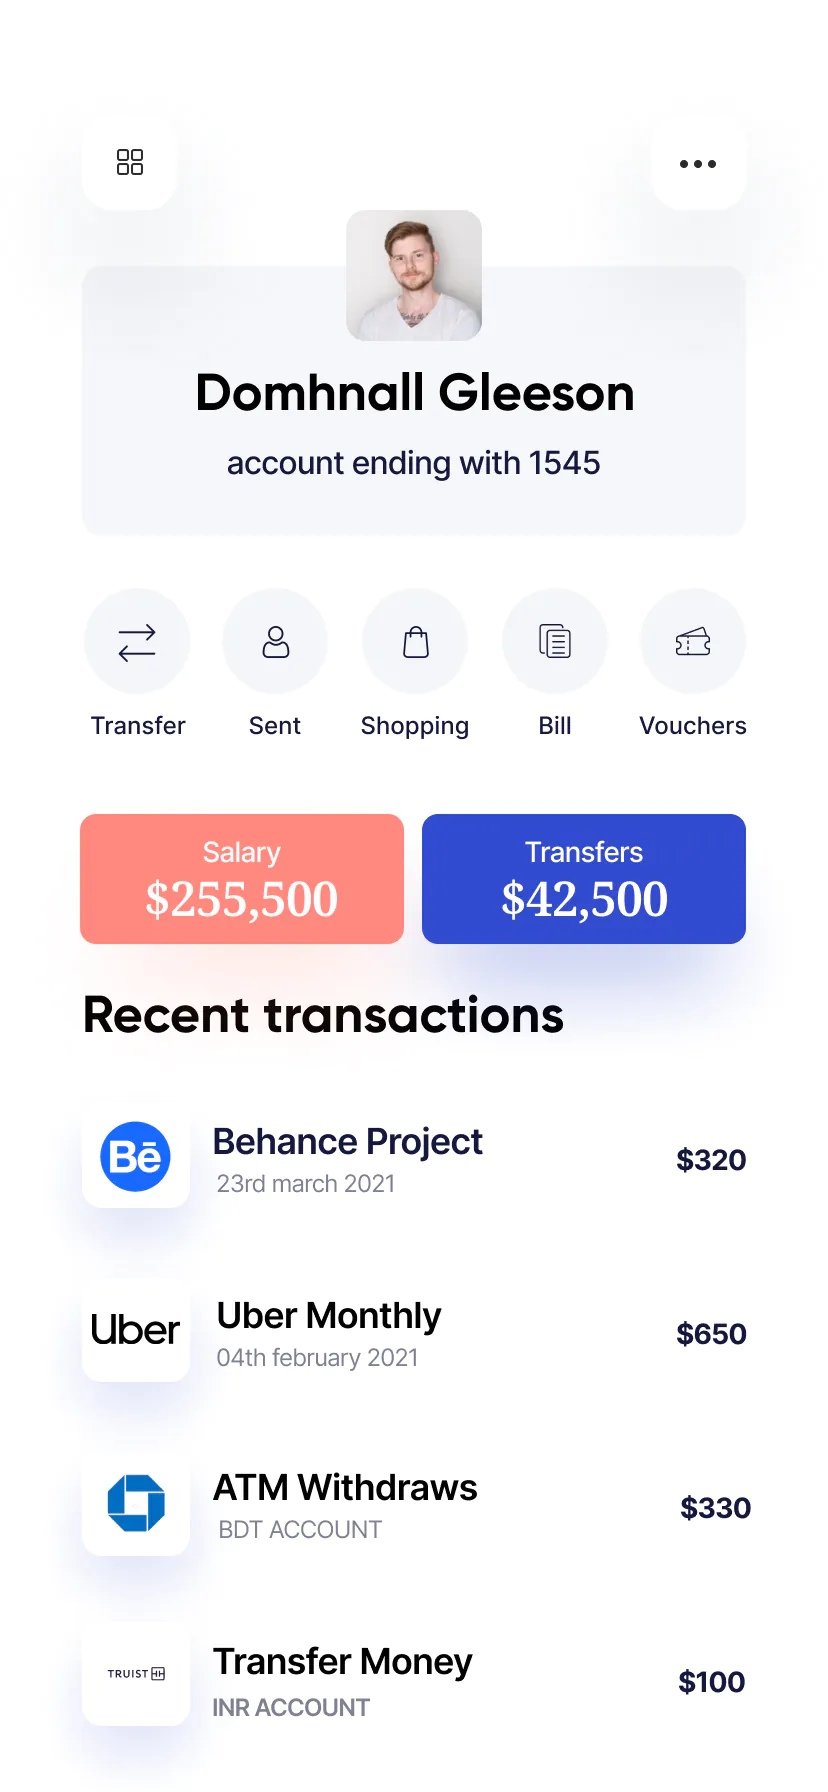 Domhnall Gleeson
account ending with 1545
Transfer
Sent
Shopping
Bill
Vouchers
Salary
$255,500
Transfers
$42,500
Recent transactions
Bē
Behance Project
23rd march 2021
$320
Uber
Uber Monthly
04th february 2021
$650
ATM Withdraws
BDT ACCOUNT
$330
TRUIST
Transfer Money
INR ACCOUNT
$100